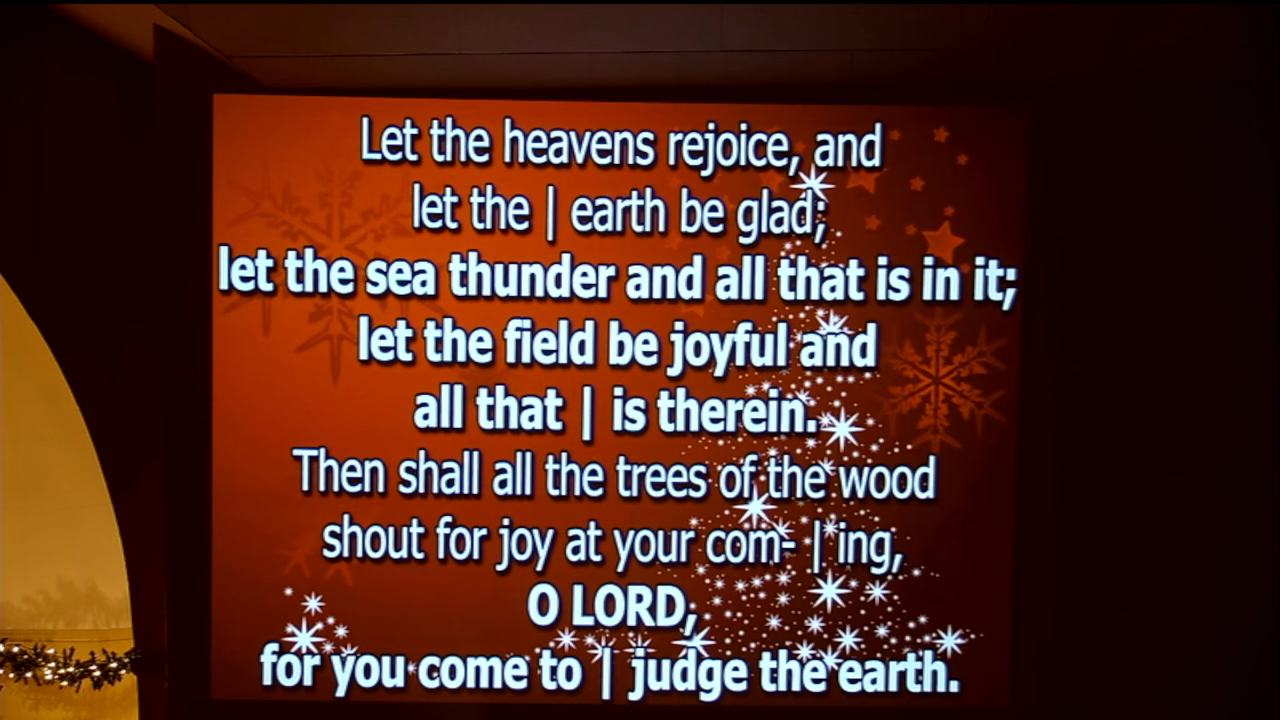 Let the heavens rejoice, and
let the | earth be glad;
let the sea thunder and all that is in it;
let the field be joyful and
all that | is therein.
Then shall all the trees of the wood
shout for joy at your com- | ing,
O LORD,
for you come to | judge the earth.